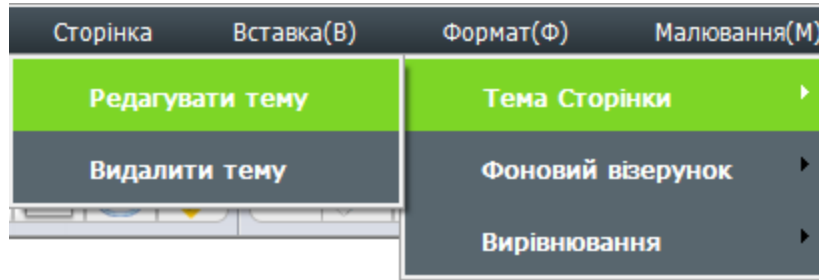 Сторінка Вставка(В) Формат(Ф) Малювання(М)
Редагувати тему Тема Сторінки
Видалити тему Фоновий візерунок
Вирівнювання